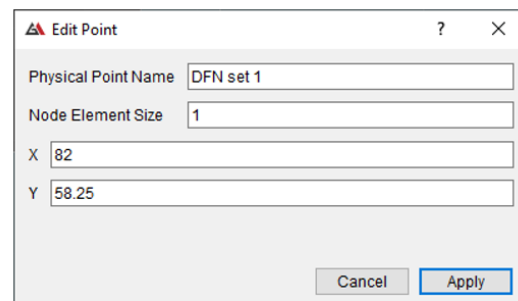 Edit Point ?
Physical Point Name DFN set 1
Node Element Size 1
X 82
Y 58.25
Cancel Apply